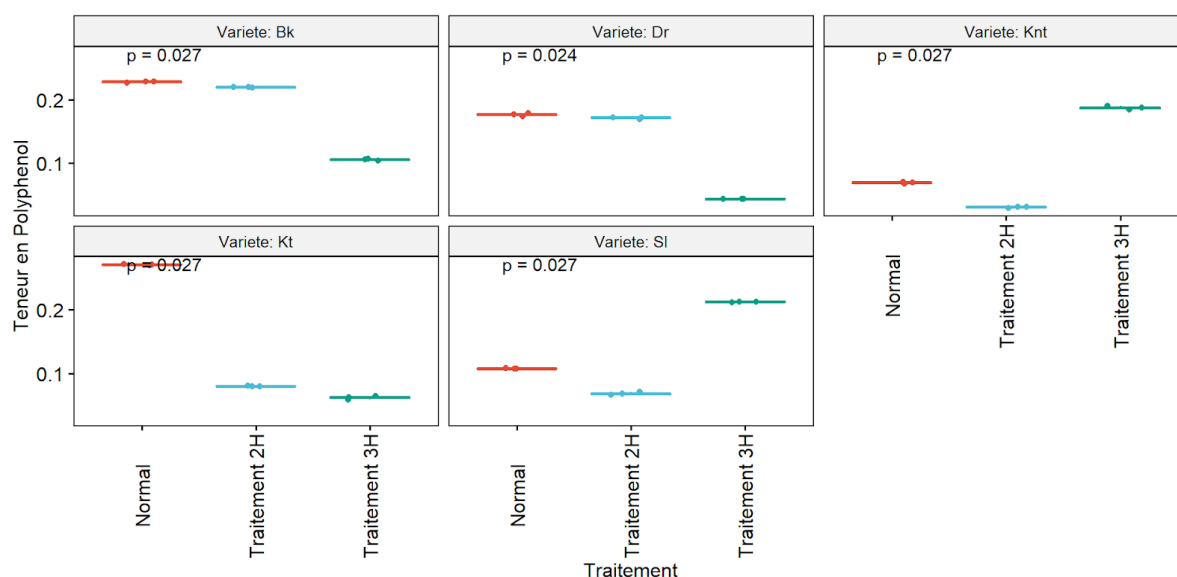 Variete: Bk
Variete: Dr
Variete: Knt
p = 0.027
p = 0.024
p = 0.027
0.2
0.1
Variete: Kt
Variete: Sl
p = 0.027
p = 0.027
0.2
0.1
Teneur en Polyphenol
Normal
Traitement 2H
Traitement 3H
Normal
Traitement 2H
Traitement 3H
Normal
Traitement 2H
Traitement 3H
Traitement